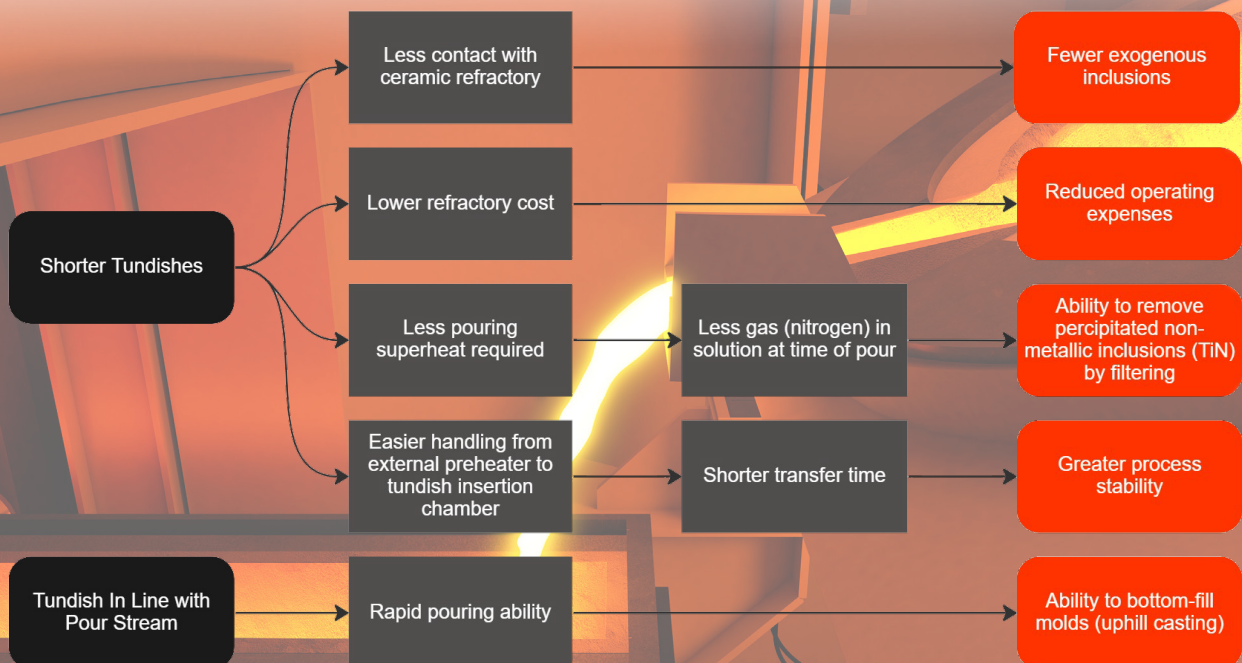 Less contact with
ceramic refractory
Fewer exogenous
inclusions
Lower refractory cost
Reduced operating
expenses
Shorter Tundishes
Less pouring
superheat required
Less gas (nitrogen) in
solution at time of pour
Ability to remove
percipitated non-
metallic inclusions (TiN)
by filtering
Easier handling from
external preheater to
tundish insertion
chamber
Shorter transfer time
Greater process
stability
Tundish In Line with
Pour Stream
Rapid pouring ability
Ability to bottom-fill
molds (uphill casting)